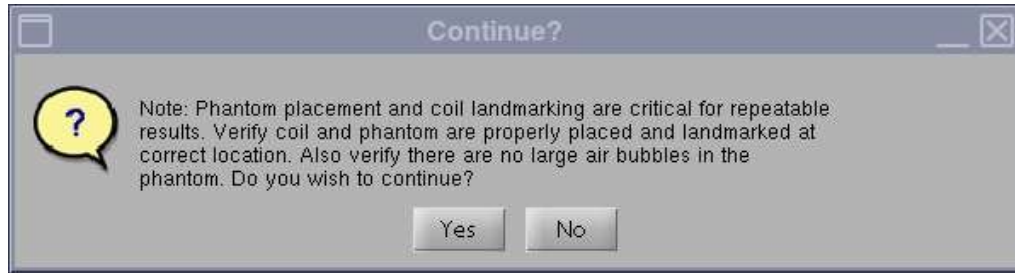 Continue?
?
Note: Phantom placement and coil landmarking are critical for repeatable
results. Verify coil and phantom are properly placed and landmarked at
correct location. Also verify there are no large air bubbles in the
phantom. Do you wish to continue?
Yes No